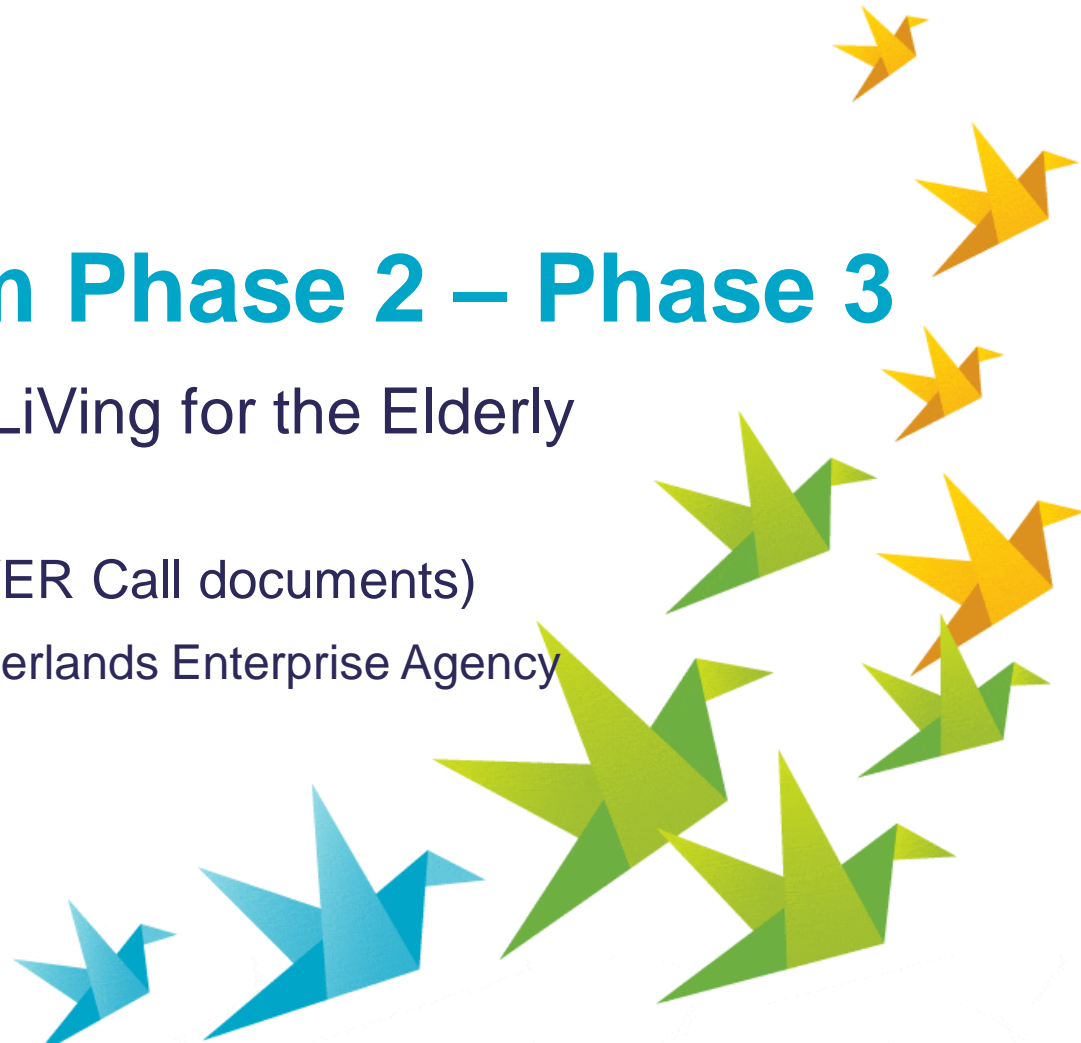 m Phase 2 – Phase 3
LiVing for the Elderly
ER Call documents)
erlands Enterprise Agency